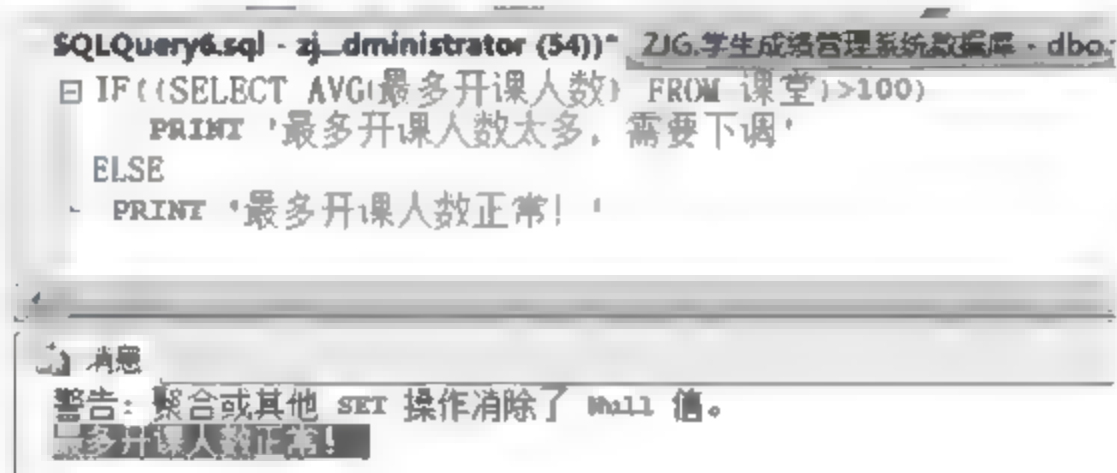 SQLQuery6.sql - zj_dministrator (54))* ZJG.学生成绩管理系统数据库 - dbo.
IF((SELECT AVG(最多开课人数) FROM 课堂)>100)
PRINT '最多开课人数太多，需要下调'
ELSE
PRINT '最多开课人数正常！'
消息
警告: 聚合或其他 SET 操作消除了 Null 值。
最多开课人数正常！